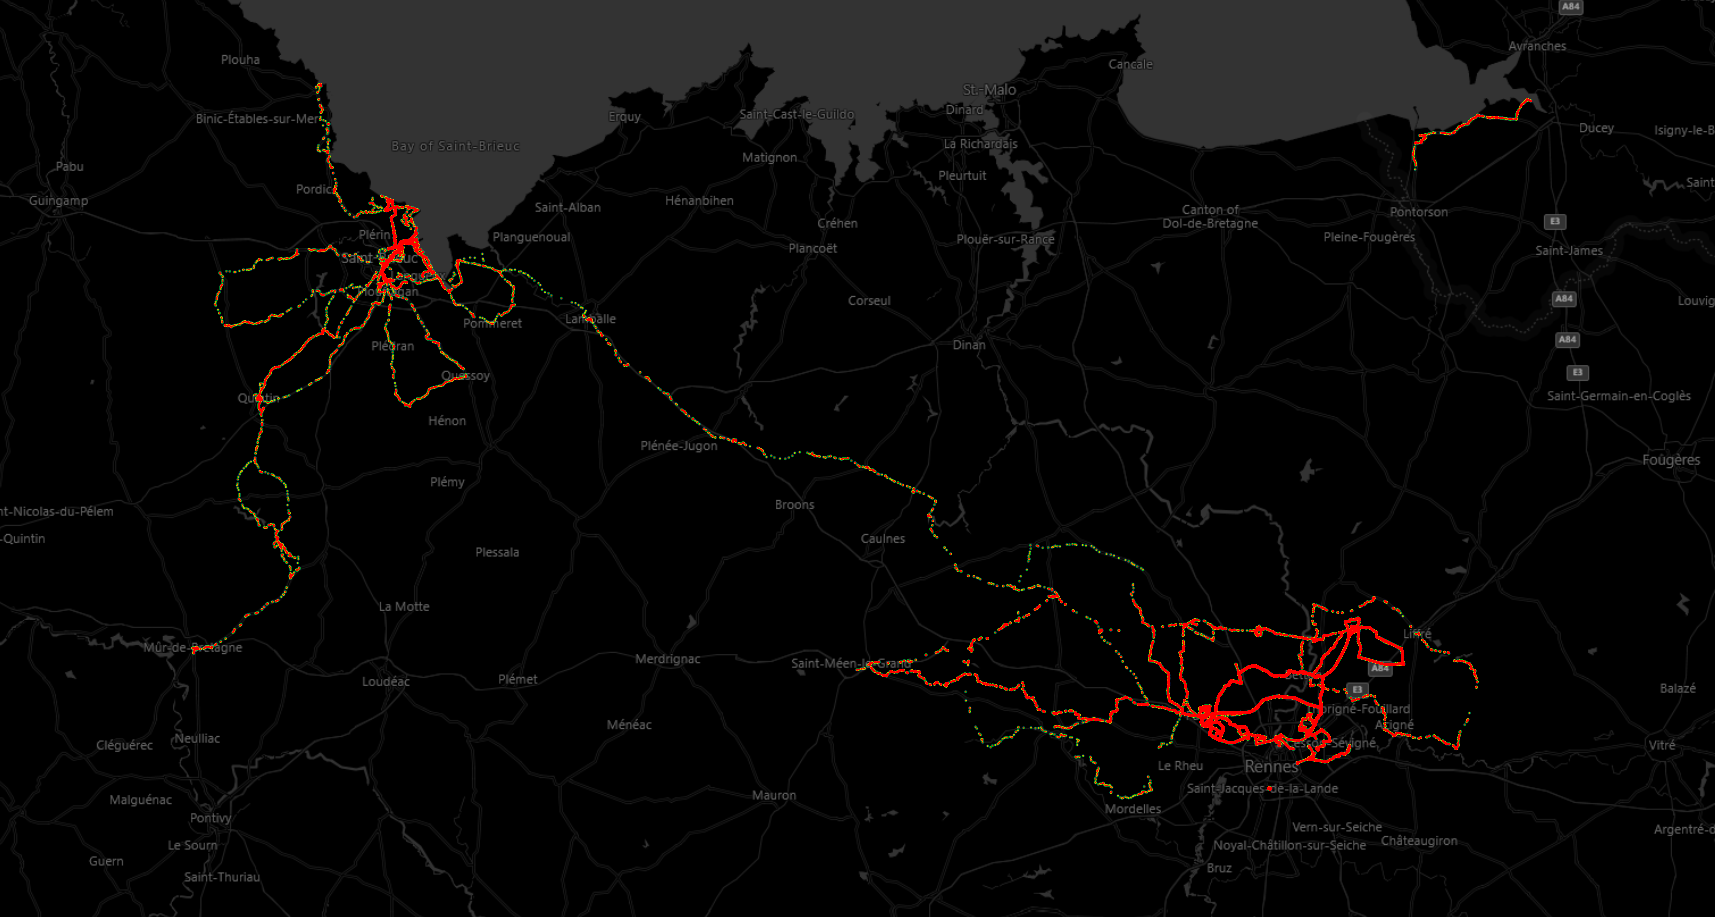 A84
Avranches
Plouha
Cancale
St.-Malo
Dinard
Binic-Étables-sur-Mer
Erquy
Saint-Cast-le-Guildo
Ducey
Isigny-le-B
Bay of Saint-Brieuc
La Richardais
Matignon
Pabu
Pleurtuit
Saint
Guingamp
Pordic
Hénanbihen
Saint-Alban
Canton of
Dol-de-Bretagne
Pontorson
Créhen
E3
Plérin
Planguenoual
Plancoët
Plouër-sur-Rance
Pleine-Fougères
Saint-James
Corseul
A84
Louvig
Pommeret
Lamballe
A84
Dinan
E3
Quessoy
Quintin
Saint-Germain-en-Coglès
Hénon
Plénée-Jugon
Fougères
Plémy
Broons
nt-Nicolas-du-Pélem
-Quintin
Caulnes
Plessala
La Motte
Liffré
Mûr-de-Bretagne
Merdrignac
Saint-Méen-le-Grand
A84
Loudéac
Plémet
E3
Balazé
Thorigné-Fouillard
Ménéac
Acigné
Cléguérec
Neulliac
Cesson-Sévigné
Vitré
Le Rheu
Rennes
Saint-Jacques-de-la-Lande
Malguénac
Mauron
Mordelles
Pontivy
Vern-sur-Seiche
Argentré-d
Le Sourn
Noyal-Châtillon-sur-Seiche
Châteaugiron
Guern
Bruz
Saint-Thuriau